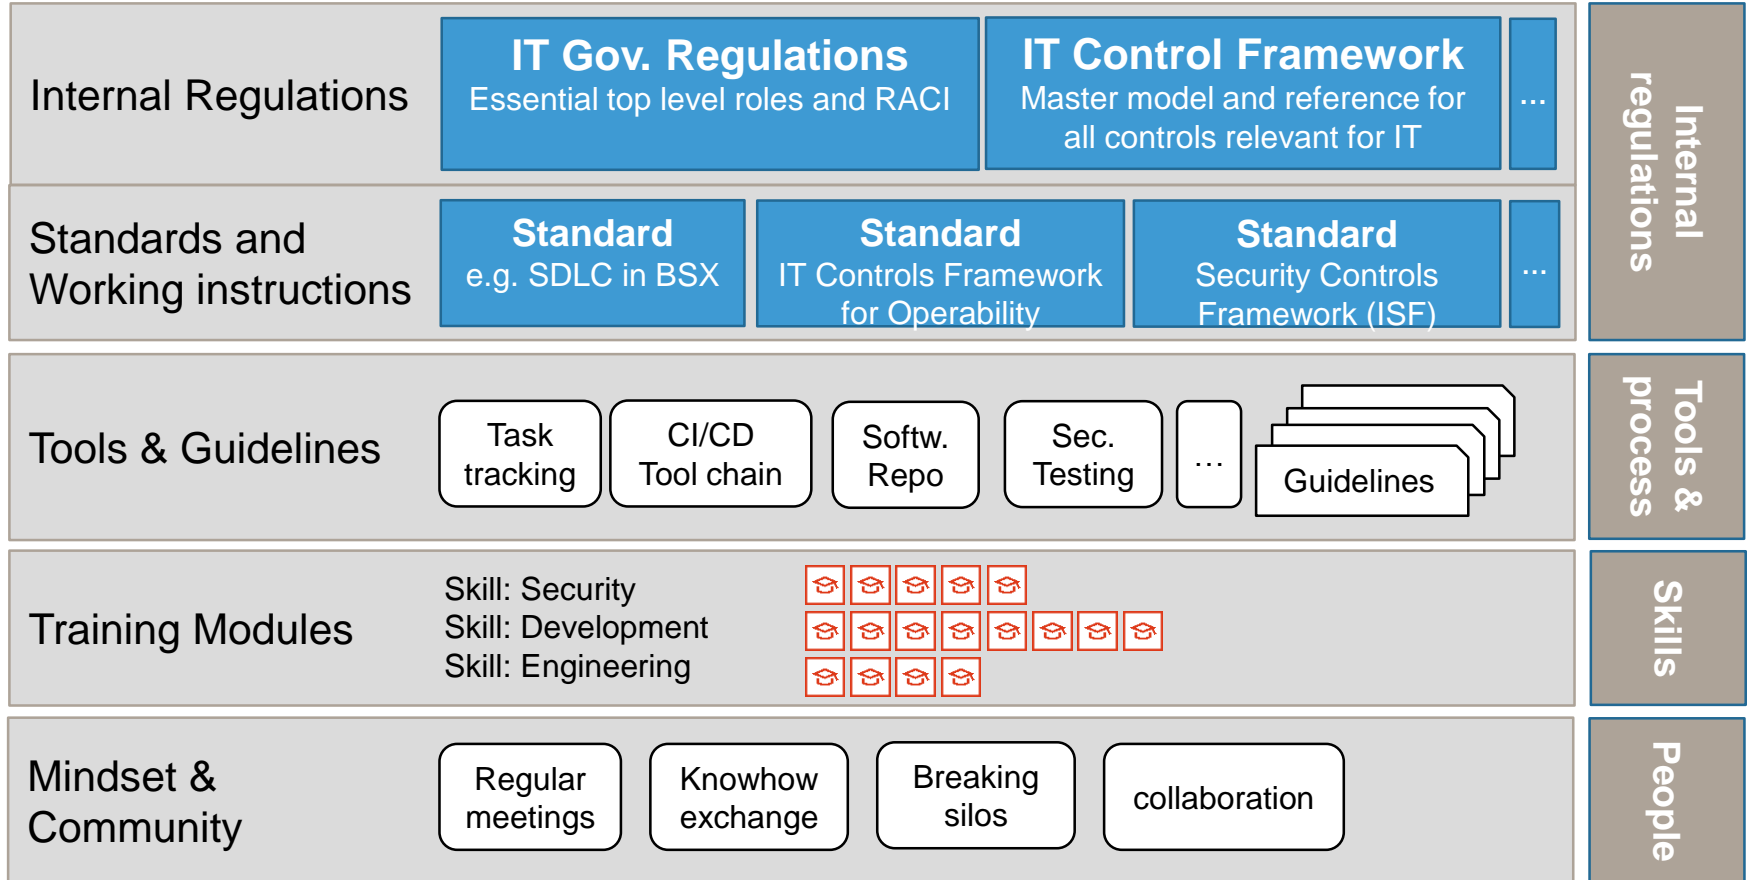 Internal Regulations
IT Gov. Regulations
Essential top level roles and RACI
IT Control Framework
Master model and reference for
all controls relevant for IT
...
Internal
regulations
Standards and
Working instructions
Standard
e.g. SDLC in BSX
Standard
IT Controls Framework
for Operability
Standard
Security Controls
Framework (ISF)
...
Tools & Guidelines
Task
tracking
CI/CD
Tool chain
Softw.
Repo
Sec.
Testing
...
Guidelines
Tools &
process
Training Modules
Skill: Security
Skill: Development
Skill: Engineering
Skills
Mindset &
Community
Regular
meetings
Knowhow
exchange
Breaking
silos
collaboration
People